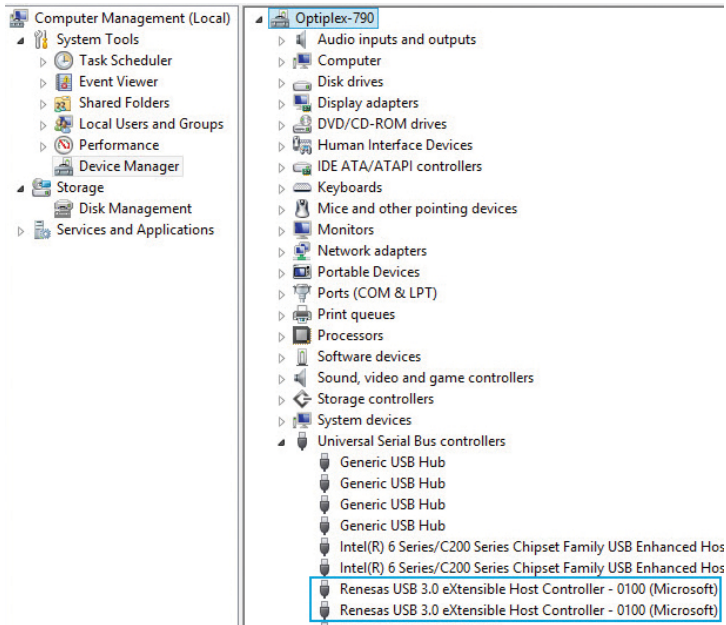 Computer Management (Local)
System Tools
Task Scheduler
Event Viewer
Shared Folders
Local Users and Groups
Performance
Device Manager
Storage
Disk Management
Services and Applications
Optiplex-790
Audio inputs and outputs
Computer
Disk drives
Display adapters
DVD/CD-ROM drives
Human Interface Devices
IDE ATA/ATAPI controllers
Keyboards
Mice and other pointing devices
Monitors
Network adapters
Portable Devices
Ports (COM & LPT)
Print queues
Processors
Software devices
Sound, video and game controllers
Storage controllers
System devices
Universal Serial Bus controllers
Generic USB Hub
Generic USB Hub
Generic USB Hub
Generic USB Hub
Intel(R) 6 Series/C200 Series Chipset Family USB Enhanced Hos
Intel(R) 6 Series/C200 Series Chipset Family USB Enhanced Hos
Renesas USB 3.0 eXtensible Host Controller - 0100 (Microsoft)
Renesas USB 3.0 eXtensible Host Controller - 0100 (Microsoft)